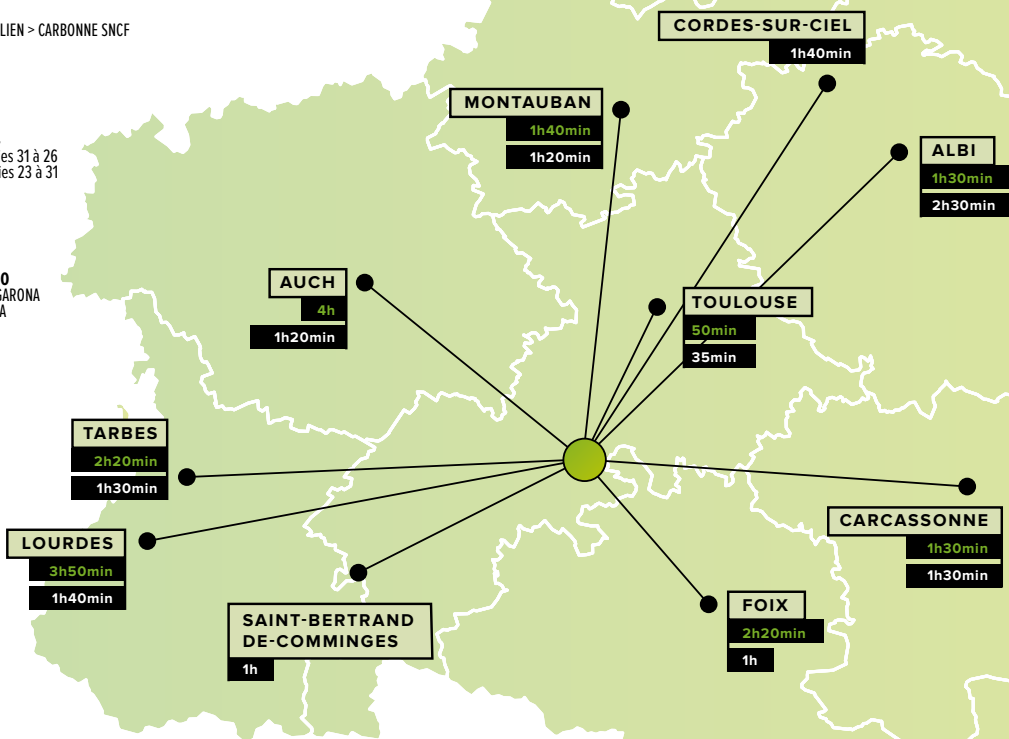 LIEN > CARBONNE SNCF
es 31 à 26
ies 23 à 31
0
GARONA
A
CORDES-SUR-CIEL
1h40min
MONTAUBAN
1h40min
1h20min
ALBI
1h30min
2h30min
AUCH
4h
1h20min
TOULOUSE
50min
35min
TARBES
2h20min
1h30min
LOURDES
3h50min
1h40min
CARCASSONNE
1h30min
1h30min
SAINT-BERTRAND
DE-COMMINGES
1h
FOIX
2h20min
1h